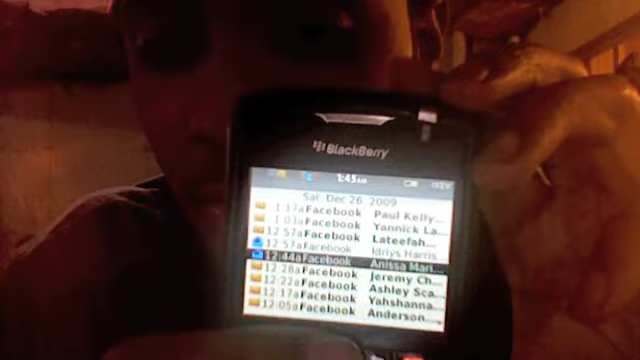 BlackBerry
1:45AM
Sat, Dec 26, 2009
1:17a Facebook Paul Kelly...
1:03a Facebook Yannick La...
12:57a Facebook Lateefah...
12:57a Facebook Idriys Harris
12:44a Facebook Anissa Mari...
12:28a Facebook Jeremy Ch...
12:22a Facebook Ashley Sca...
12:17a Facebook Yahshanna...
12:05a Facebook Anderson...